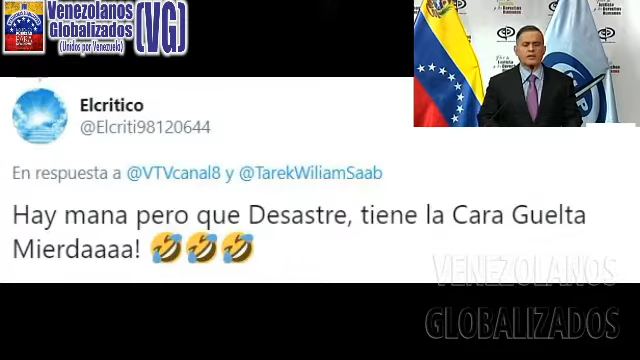 Venezolanos
Globalizados
(Unidos por Venezuela)
(VG)
Elcritico
@Elcriti98120644
En respuesta a @VTVcanal8 y @TarekWiliamSaab
Hay mana pero que Desastre, tiene la Cara Guelta
Mierdaaaa! 🤣🤣🤣
VENEZOLANOS
GLOBALIZADOS